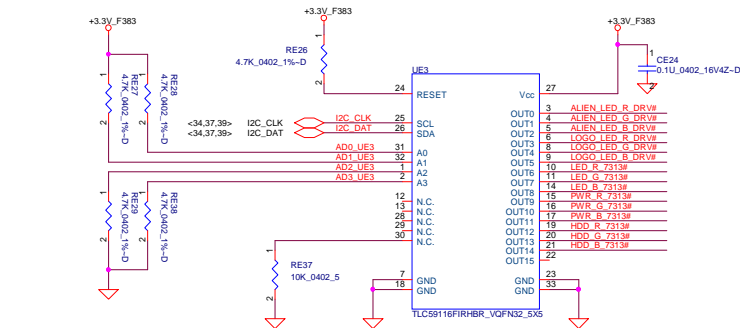 +3.3V_F383
+3.3V_F383
+3.3V_F383
1
RE26
4.7K_0402_1%~D
2
1
CE24
0.1U_0402_16V4Z~D
2
1
RE27
4.7K_0402_1%~D
2
1
RE28
4.7K_0402_1%~D
2
UE3
24 RESET
Vcc 27
<34,37,39> I2C_CLK I2C_CLK 25 SCL
<34,37,39> I2C_DAT I2C_DAT 26 SDA
AD0_UE3 31 A0
AD1_UE3 32 A1
AD2_UE3 1 A2
AD3_UE3 2 A3
12 N.C.
13 N.C.
28 N.C.
29 N.C.
30 N.C.
OUT0 3 ALIEN_LED_R_DRV#
OUT1 4 ALIEN_LED_G_DRV#
OUT2 5 ALIEN_LED_B_DRV#
OUT3 6 LOGO_LED_R_DRV#
OUT4 8 LOGO_LED_G_DRV#
OUT5 9 LOGO_LED_B_DRV#
OUT6 10 LED_R_7313#
OUT7 11 LED_G_7313#
OUT8 14 LED_B_7313#
OUT9 15 PWR_R_7313#
OUT10 16 PWR_G_7313#
OUT11 17 PWR_B_7313#
OUT12 19 HDD_R_7313#
OUT13 20 HDD_G_7313#
OUT14 21 HDD_B_7313#
OUT15 22
1
RE29
4.7K_0402_1%~D
2
1
RE38
4.7K_0402_1%~D
2
1
RE37
10K_0402_5
2
7 GND
18 GND
GND 23
GND 33
TLC59116FIRHBR_VQFN32_5X5